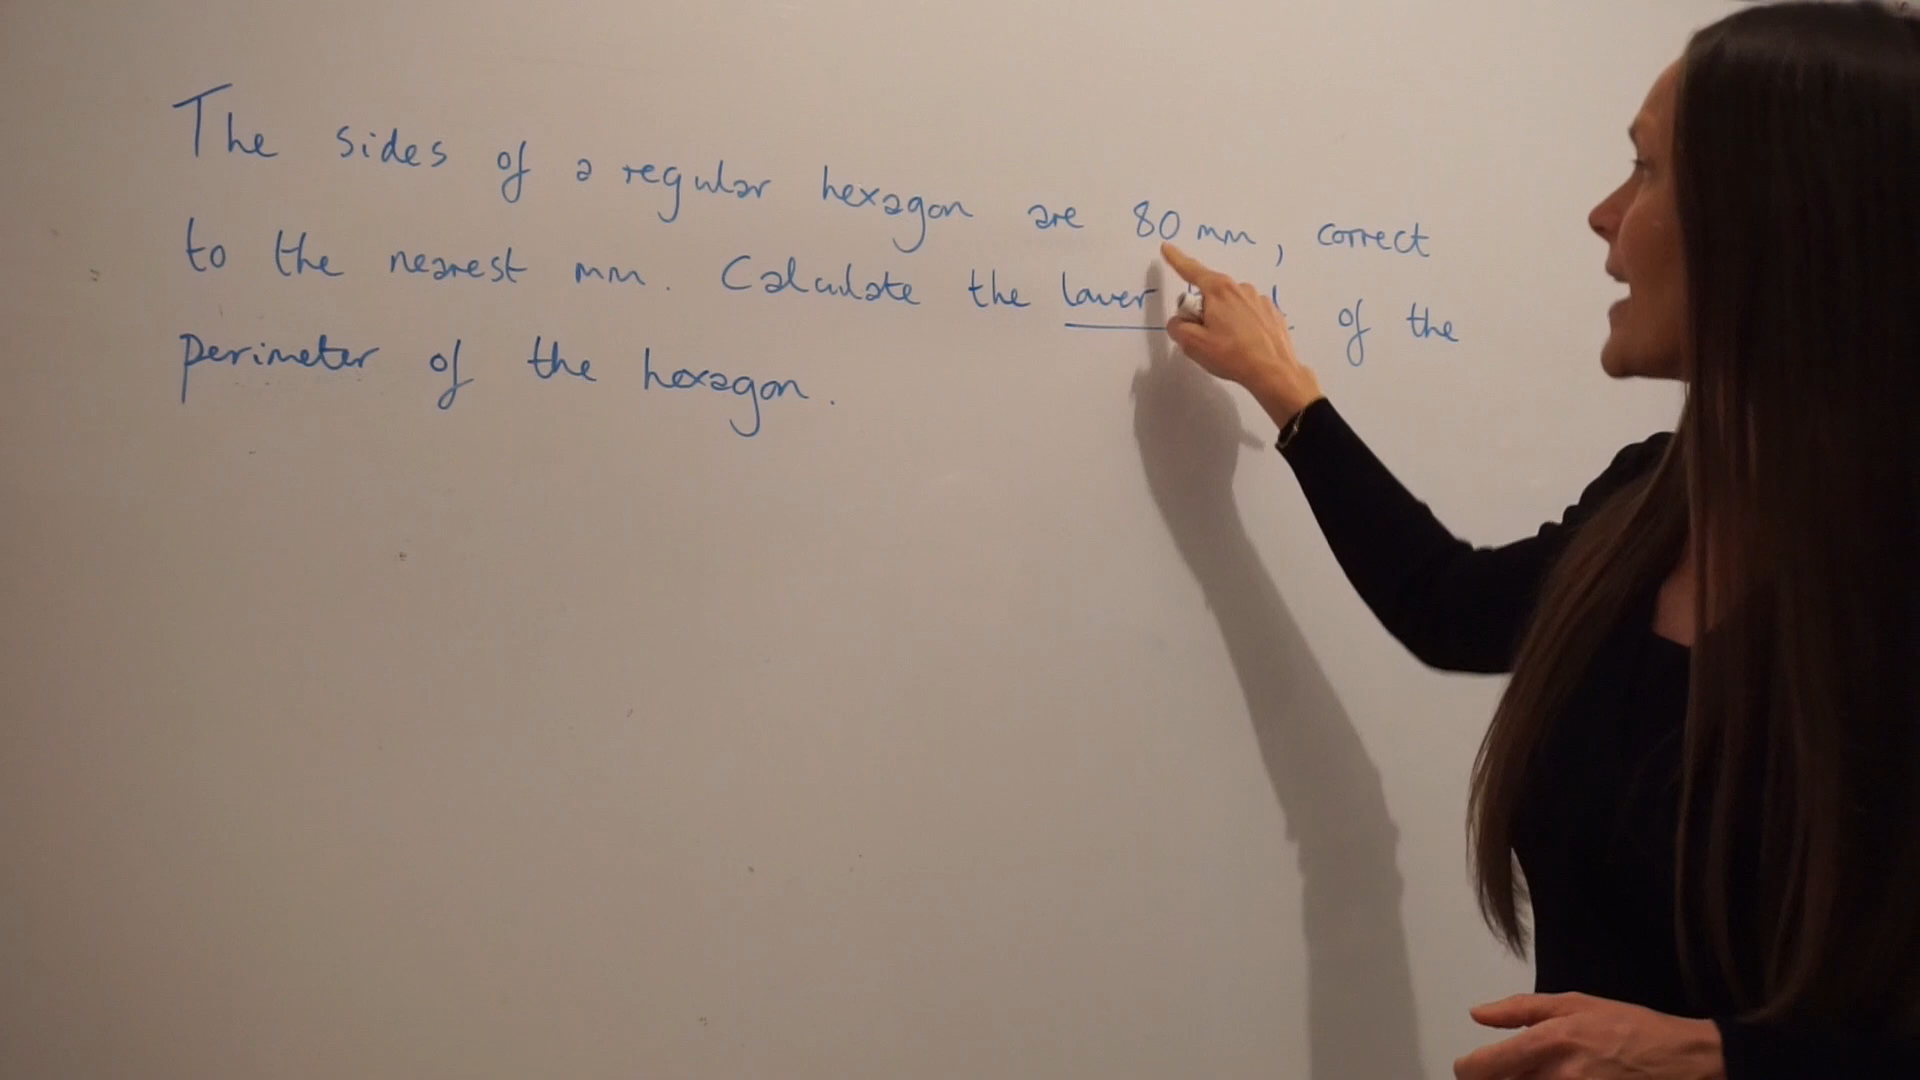 The sides of a regular hexagon are 80 mm, correct
to the nearest mm. Calculate the lower of the
perimeter of the hexagon.